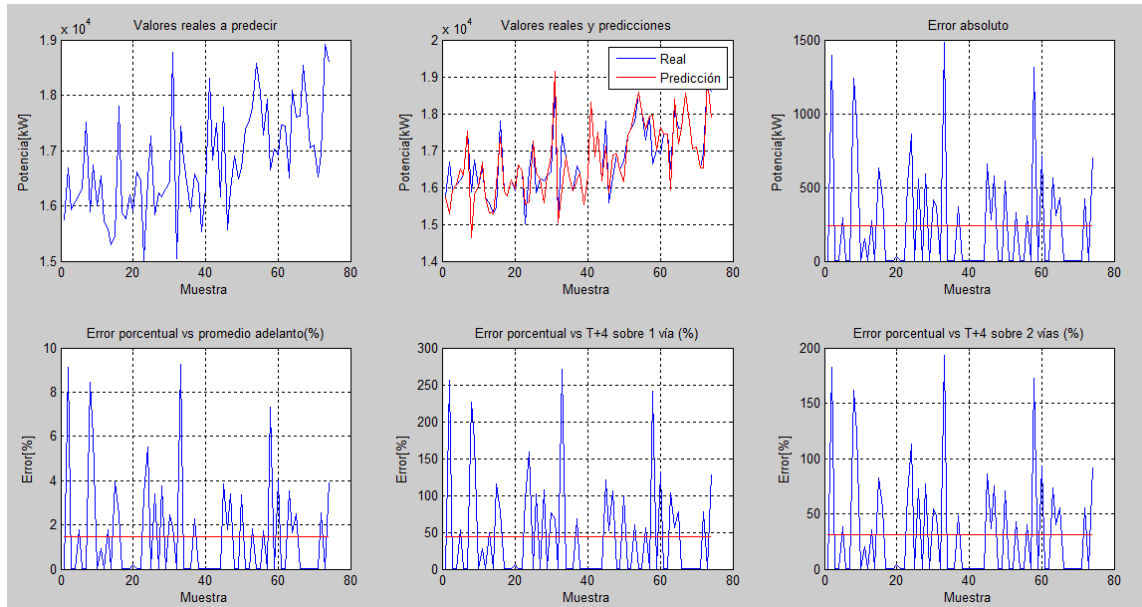 Valores reales a predecir
x 10⁴
1.9
1.8
1.7
1.6
1.5
Potencia[kW]
0 20 40 60 80
Muestra
Valores reales y predicciones
x 10⁴
2
1.9
1.8
1.7
1.6
1.5
1.4
Potencia[kW]
Real
Predicción
0 20 40 60 80
Muestra
Error absoluto
1500
1000
500
0
Potencia[kW]
0 20 40 60 80
Muestra
Error porcentual vs promedio adelanto(%)
10
8
6
4
2
0
Error[%]
0 20 40 60 80
Muestra
Error porcentual vs T+4 sobre 1 vía (%)
300
250
200
150
100
50
0
Error[%]
0 20 40 60 80
Muestra
Error porcentual vs T+4 sobre 2 vías (%)
200
150
100
50
0
Error[%]
0 20 40 60 80
Muestra